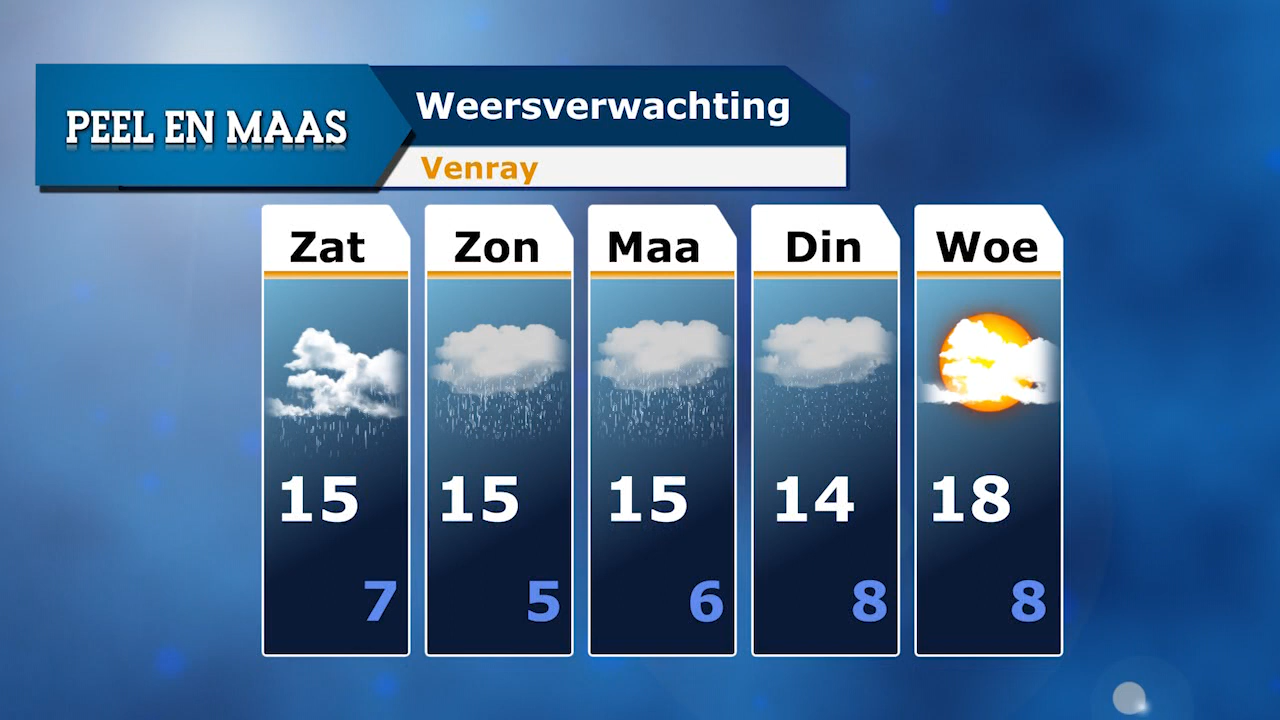 PEEL EN MAAS
Weersverwachting
Venray
Zat Zon Maa Din Woe
15 15 15 14 18
7 5 6 8 8